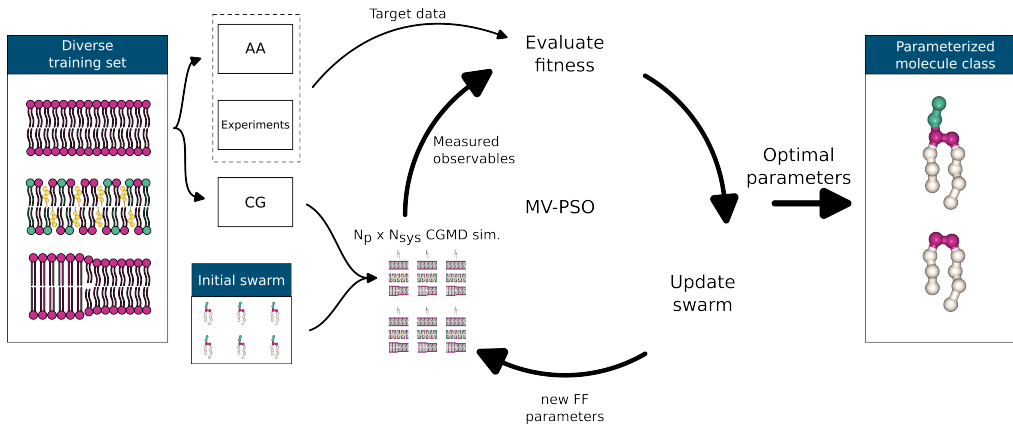 Diverse
training set
AA
Experiments
CG
Initial swarm
Target data
Evaluate
fitness
Measured
observables
MV-PSO
Np x Nsys CGMD sim.
Update
swarm
new FF
parameters
Optimal
parameters
Parameterized
molecule class